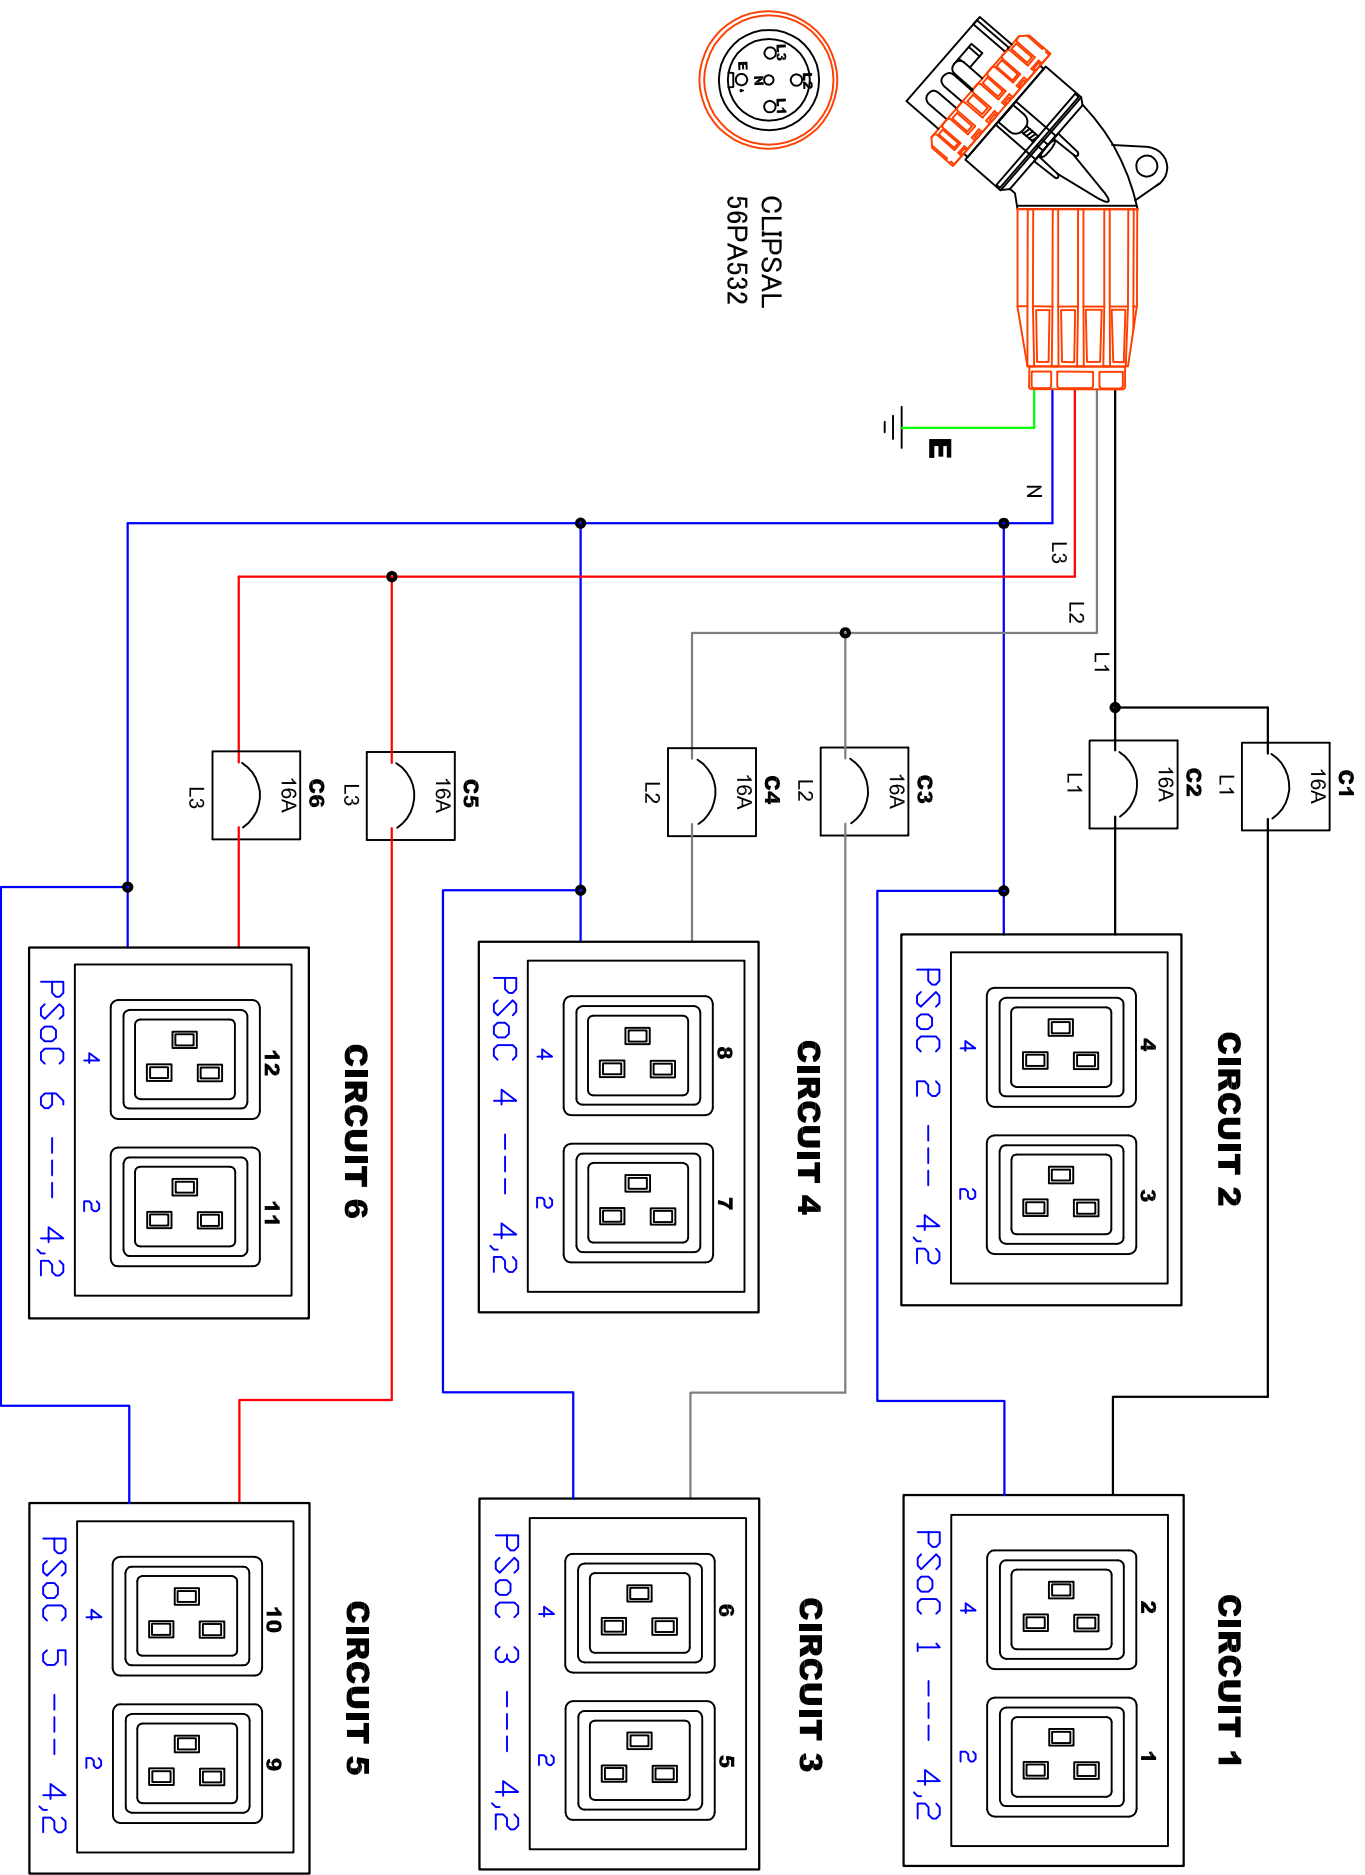 L3
L2
E
N
L1
CLIPSAL
56PA532
E
N
L3
L2
L1
C1
16A
L1
C2
16A
L1
C3
16A
L2
C4
16A
L2
C5
16A
L3
C6
16A
L3
CIRCUIT 2
4
3
4
2
PSoC 2 --- 4,2
CIRCUIT 1
2
1
4
2
PSoC 1 --- 4,2
CIRCUIT 4
8
7
4
2
PSoC 4 --- 4,2
CIRCUIT 3
6
5
4
2
PSoC 3 --- 4,2
CIRCUIT 6
12
11
4
2
PSoC 6 --- 4,2
CIRCUIT 5
10
9
4
2
PSoC 5 --- 4,2